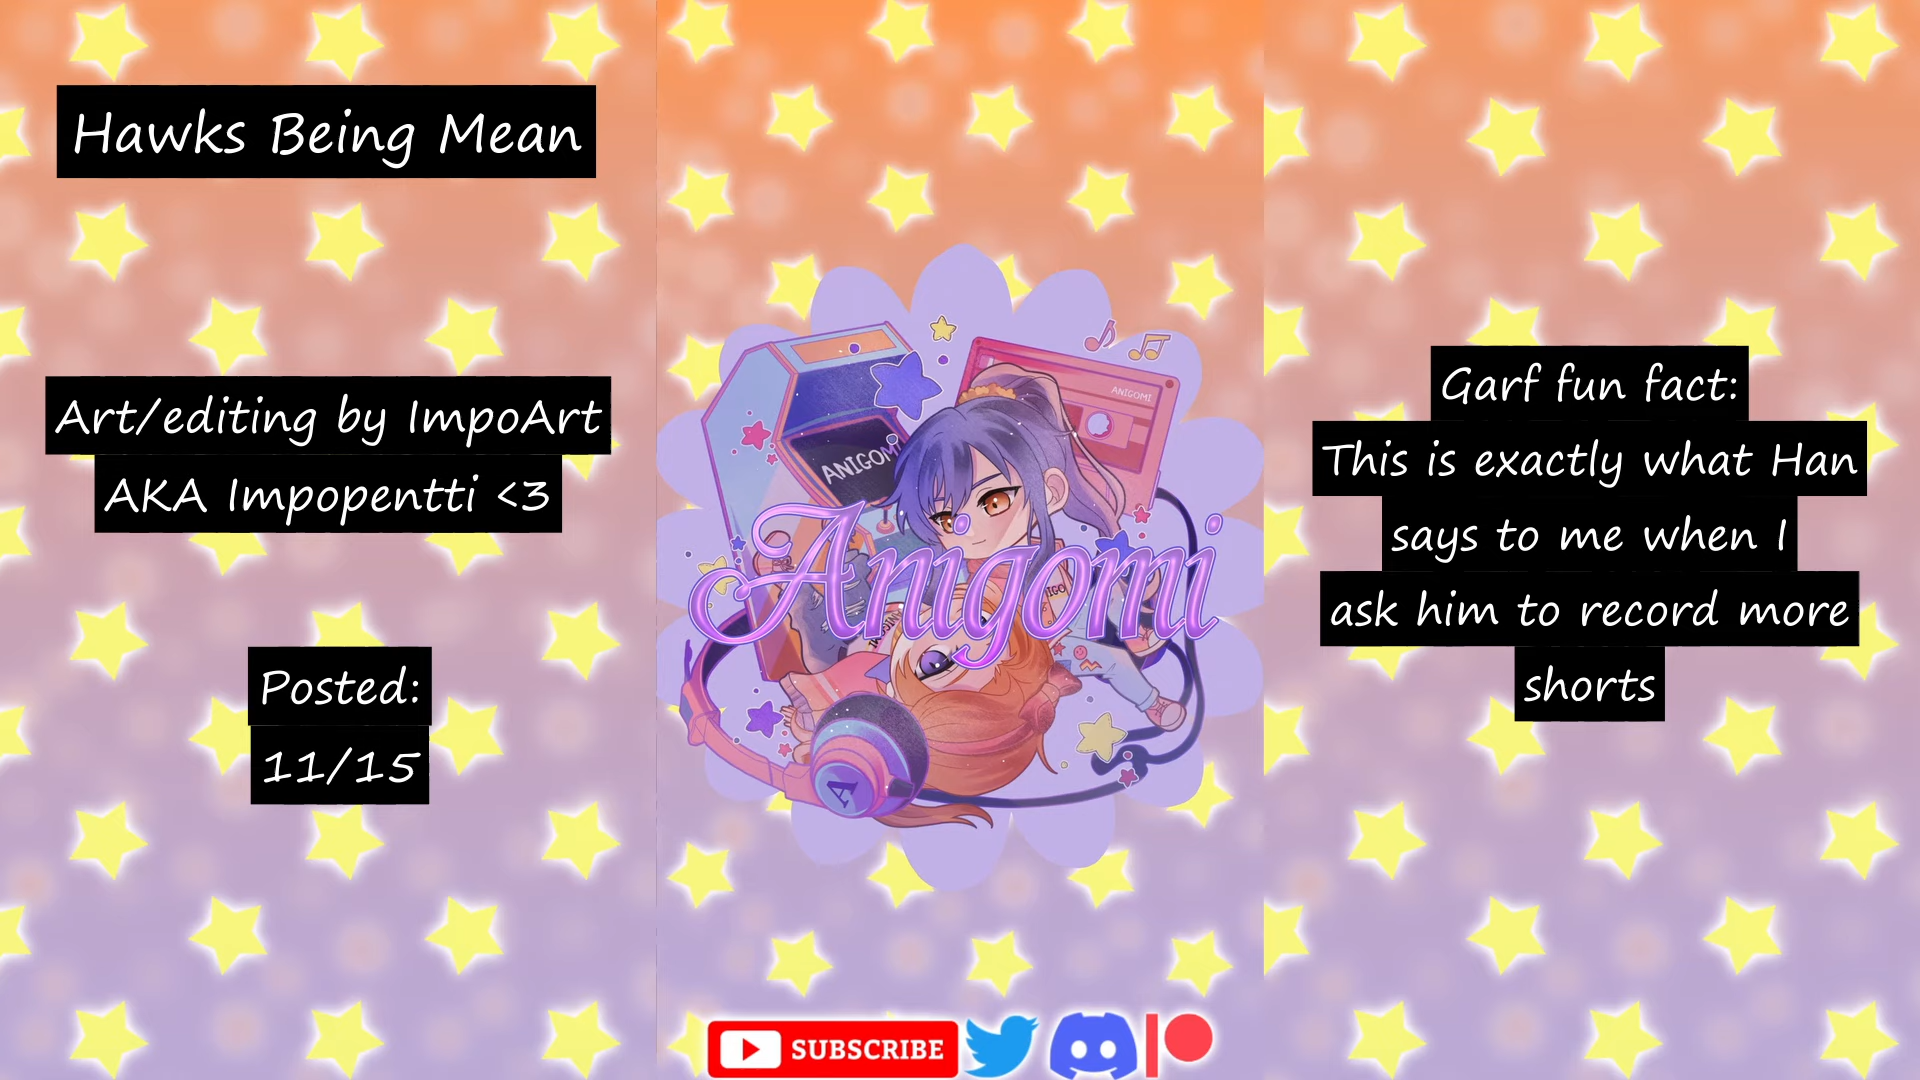 Hawks Being Mean
Art/editing by ImpoArt
AKA Impopentti <3
Posted:
11/15
ANIGOMI
ANIGOMI
Anigomi
A
SUBSCRIBE
Garf fun fact:
This is exactly what Han
says to me when I
ask him to record more
shorts